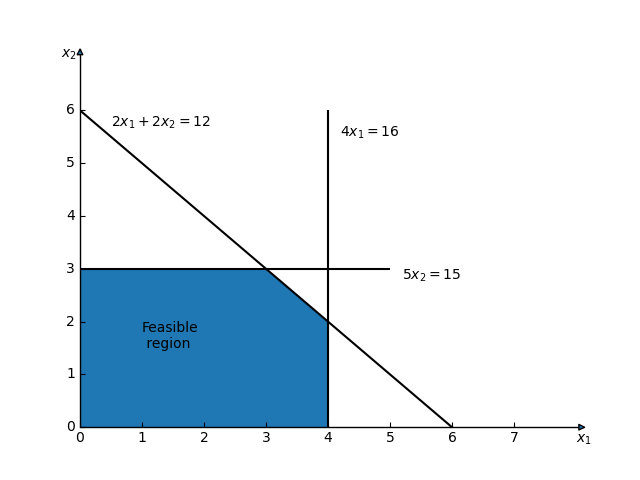 x₂
6
2x₁ + 2x₂ = 12
4x₁ = 16
5
4
3
5x₂ = 15
2
Feasible
region
1
0
0 1 2 3 4 5 6 7 x₁